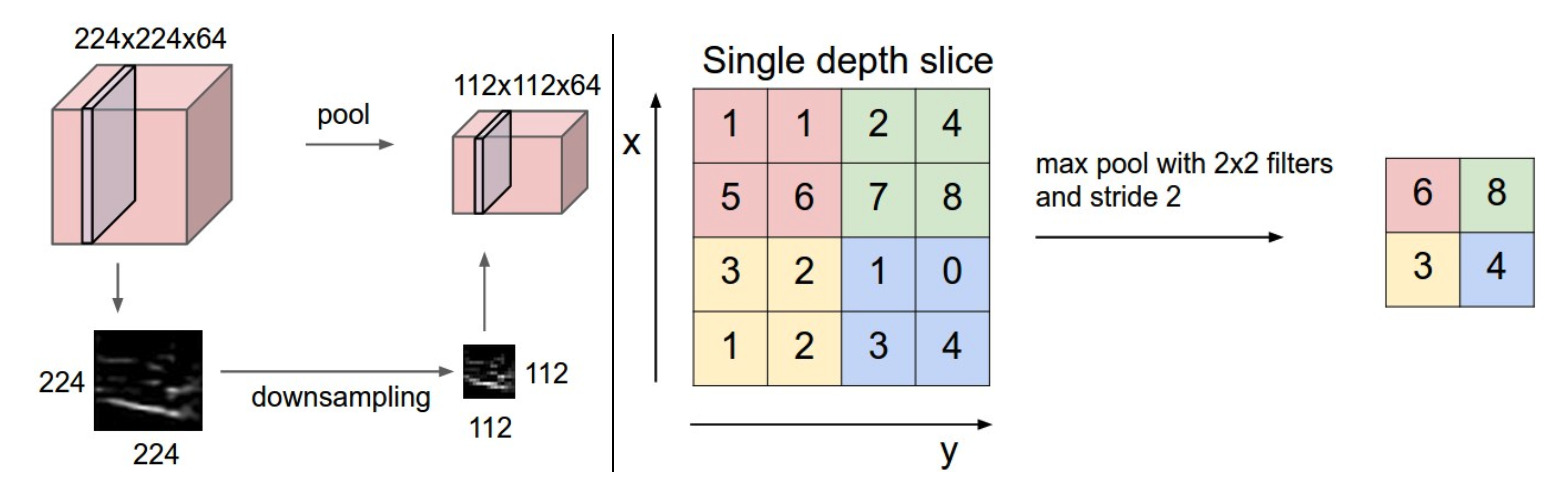 224x224x64
pool
112x112x64
224
downsampling
112
224
112
Single depth slice
x
1 1 2 4
5 6 7 8
3 2 1 0
1 2 3 4
y
max pool with 2x2 filters
and stride 2
6 8
3 4